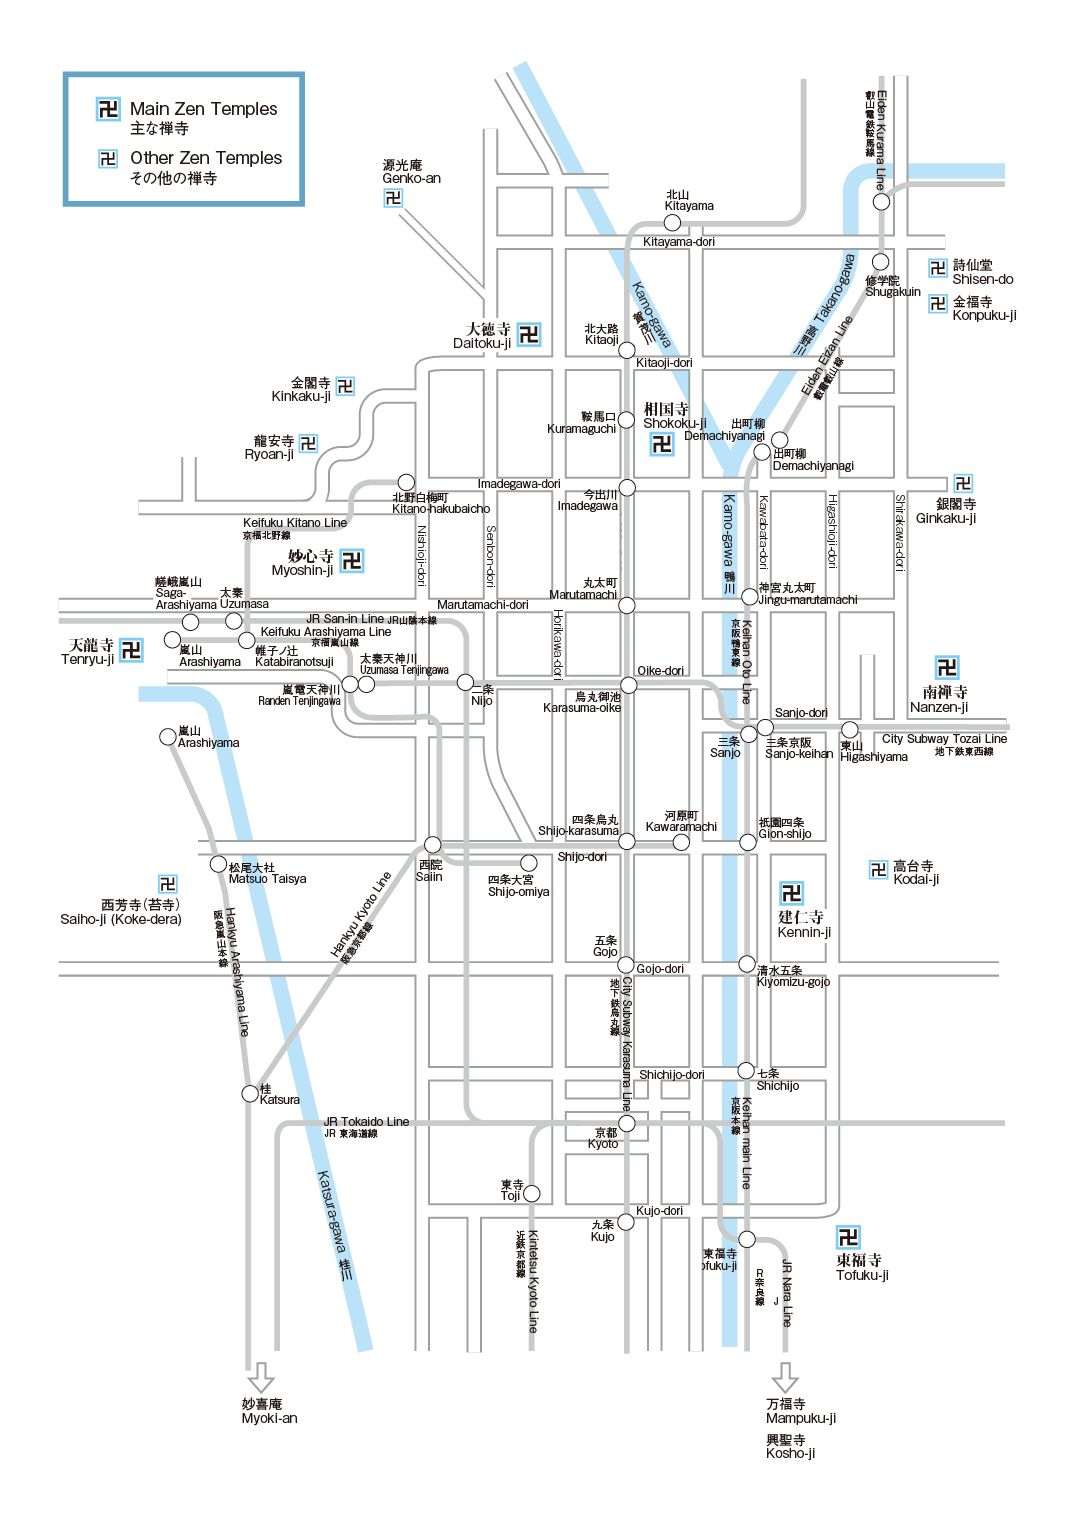 Main Zen Temples
主な禅寺
Other Zen Temples
その他の禅寺
源光庵
Genko-an
北山
Kitayama
Kitayama-dori
Eiden Kurama Line
叡山電鉄鞍馬線
修学院
Shugakuin
詩仙堂
Shisen-do
金福寺
Konpuku-ji
Kamo-gawa
賀茂川
Takano-gawa
高野川
Eiden Eizan Line
叡電叡山線
大徳寺
Daitoku-ji
北大路
Kitaoji
Kitaoji-dori
金閣寺
Kinkaku-ji
鞍馬口
Kuramaguchi
相国寺
Shokoku-ji
出町柳
Demachiyanagi
出町柳
Demachiyanagi
龍安寺
Ryoan-ji
北野白梅町
Kitano-hakubaicho
Imadegawa-dori
今出川
Imadegawa
銀閣寺
Ginkaku-ji
Keifuku Kitano Line
京福北野線
Nishioji-dori
Senbon-dori
Kamo-gawa 鴨川
Kawabata-dori
Higashioji-dori
Shirakawa-dori
妙心寺
Myoshin-ji
嵯峨嵐山
Saga-
Arashiyama
太秦
Uzumasa
Marutamachi-dori
丸太町
Marutamachi
神宮丸太町
Jingu-marutamachi
JR San-in Line JR山陰本線
Keifuku Arashiyama Line
京福嵐山線
Horikawa-dori
京阪鴨東線
Keihan Oto Line
天龍寺
Tenryu-ji
嵐山
Arashiyama
帷子ノ辻
Katabiranotsuji
太秦天神川
Uzumasa Tenjingawa
嵐電天神川
Randen Tenjingawa
二条
Nijo
Oike-dori
烏丸御池
Karasuma-oike
南禅寺
Nanzen-ji
嵐山
Arashiyama
Sanjo-dori
三条
Sanjo
三条京阪
Sanjo-keihan
東山
Higashiyama
City Subway Tozai Line
地下鉄東西線
四条烏丸
Shijo-karasuma
河原町
Kawaramachi
祇園四条
Gion-shijo
松尾大社
Matsuo Taisya
西院
Saiin
Shijo-dori
四条大宮
Shijo-omiya
高台寺
Kodai-ji
西芳寺（苔寺）
Saiho-ji (Koke-dera)
Hankyu Arashiyama Line
阪急嵐山本線
Hankyu Kyoto Line
阪急京都線
建仁寺
Kennin-ji
五条
Gojo
Gojo-dori
清水五条
Kiyomizu-gojo
City Subway Karasuma Line
地下鉄烏丸線
桂
Katsura
Shichijo-dori
七条
Shichijo
JR Tokaido Line
JR 東海道線
京都
Kyoto
京阪本線
Keihan main Line
Katsura-gawa 桂川
東寺
Toji
九条
Kujo
Kujo-dori
Kintetsu Kyoto Line
近鉄京都線
東福寺
ofuku-ji
東福寺
Tofuku-ji
R奈良線
J
JR Nara Line
妙喜庵
Myoki-an
万福寺
Mampuku-ji
興聖寺
Kosho-ji